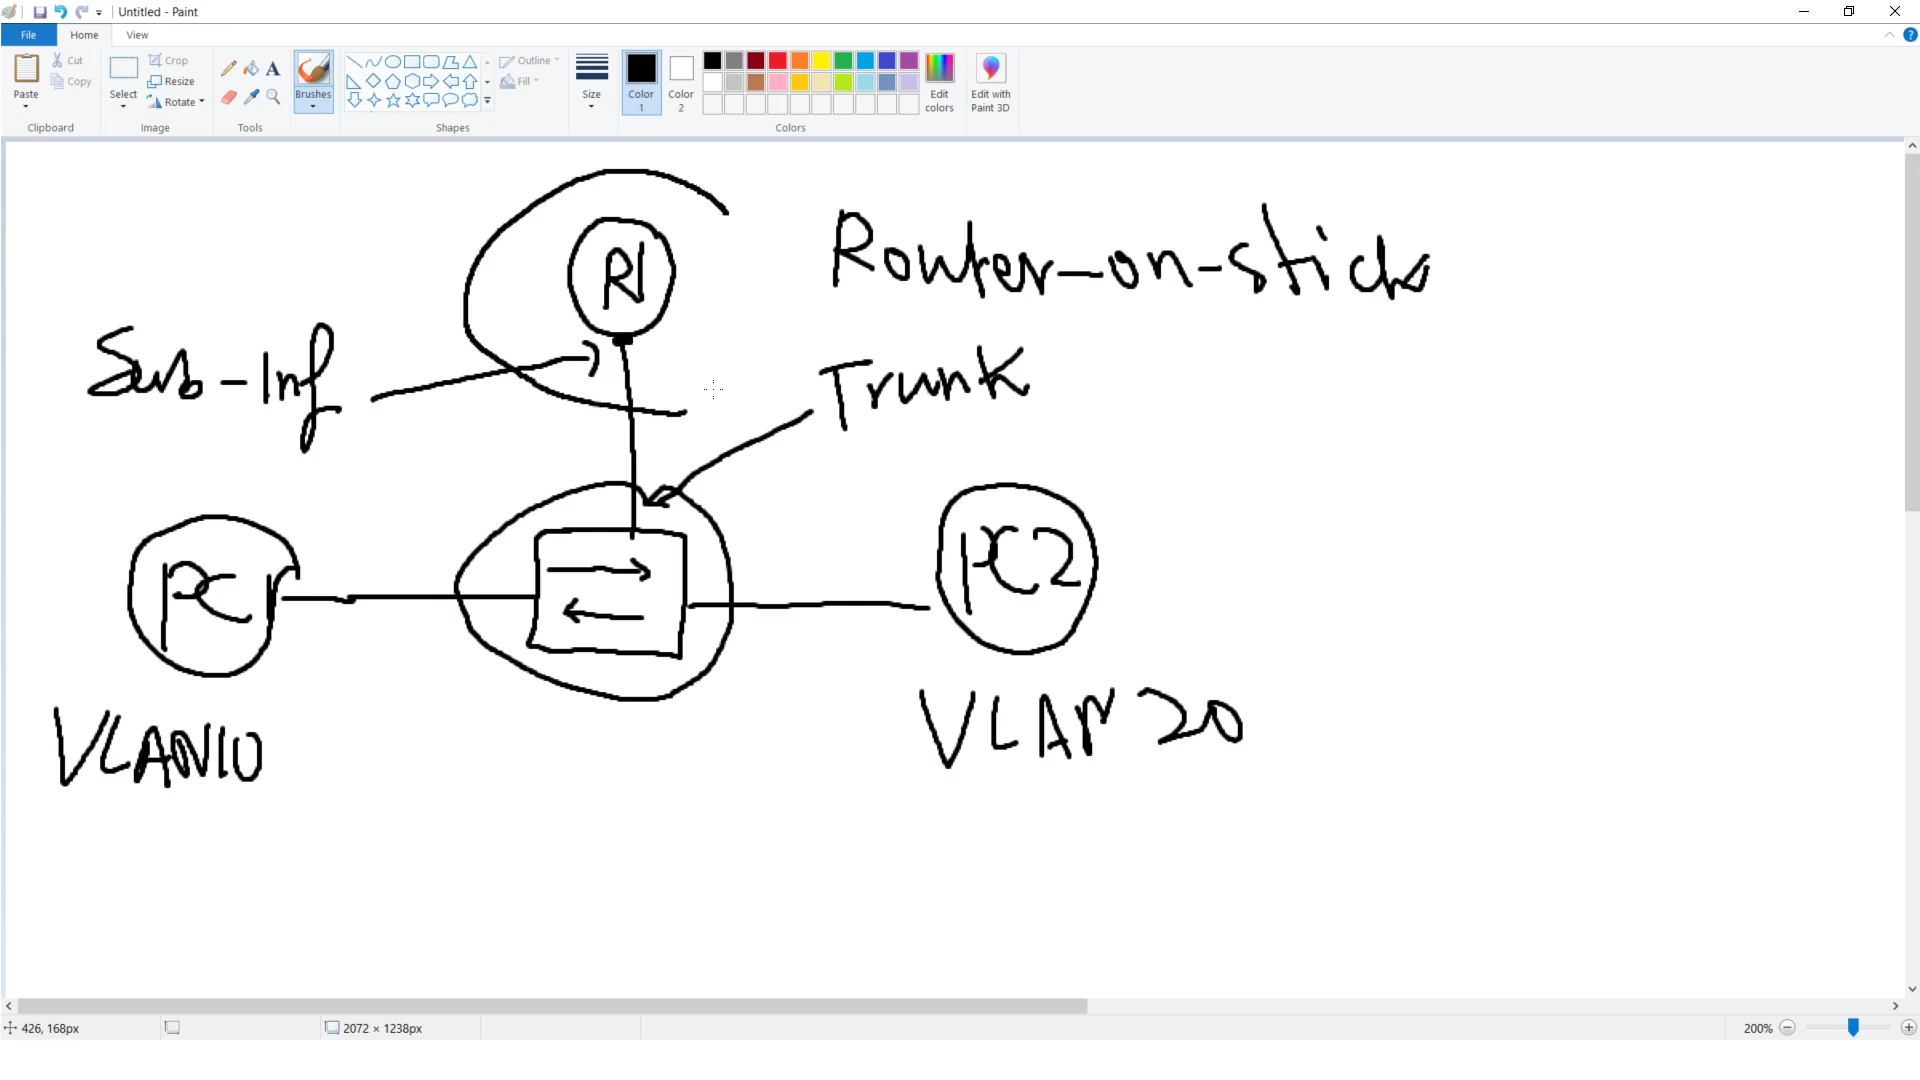 Untitled - Paint
File Home View
Paste
Cut
Copy
Clipboard
Select
Crop
Resize
Rotate
Image
Tools
Brushes
Outline
Fill
Shapes
Size
Color 1
Color 2
Edit colors
Edit with Paint 3D
Colors
R1
Router-on-stick
Sub-Inf
Trunk
PC1
PC2
VLAN10
VLAN 20
426, 168px
2072 × 1238px
200%